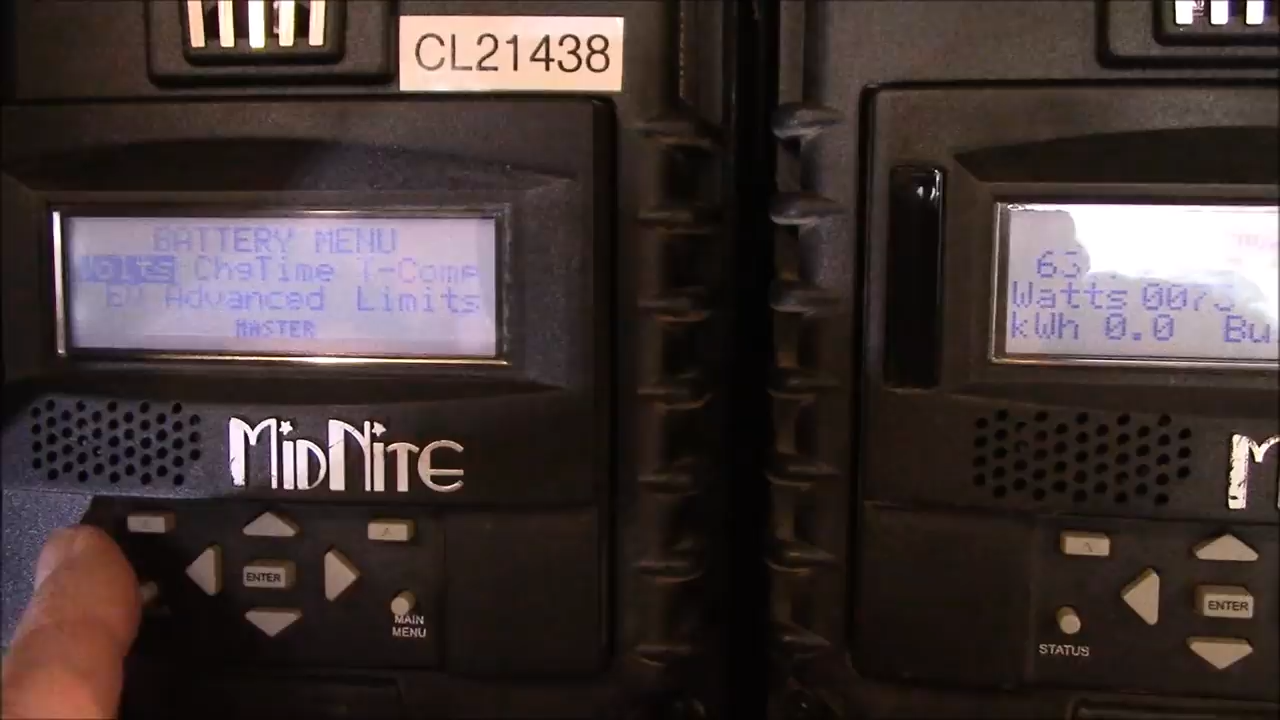 CL21438
BATTERY MENU
Volts ChgTime T-Comp
EQ Advanced Limits
MASTER
MidNite
ENTER
MAIN
MENU
Watts
kWh 0.0 Bu
M
ENTER
STATUS